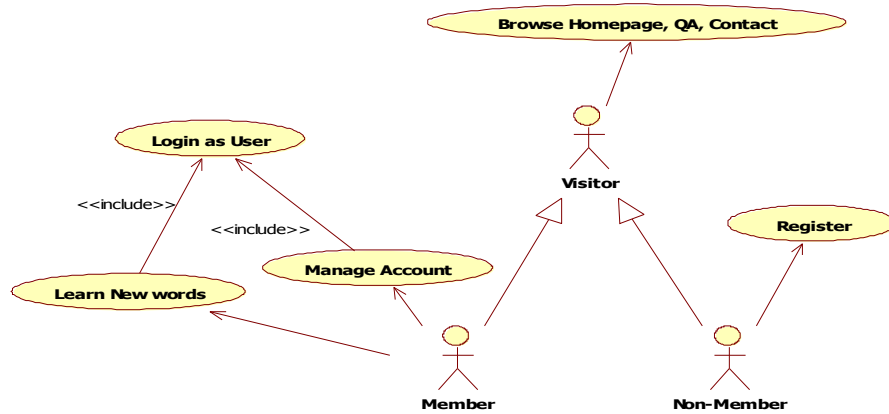 Browse Homepage, QA, Contact
Login as User
Visitor
<<include>>
<<include>>
Register
Manage Account
Learn New words
Member
Non-Member